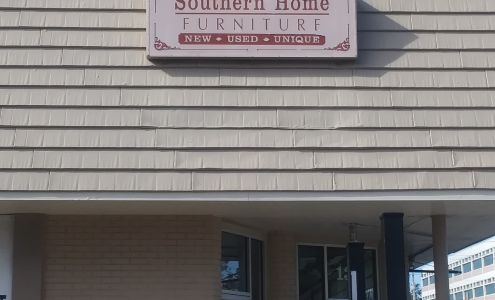 Southern Home
FURNITURE
NEW • USED • UNIQUE